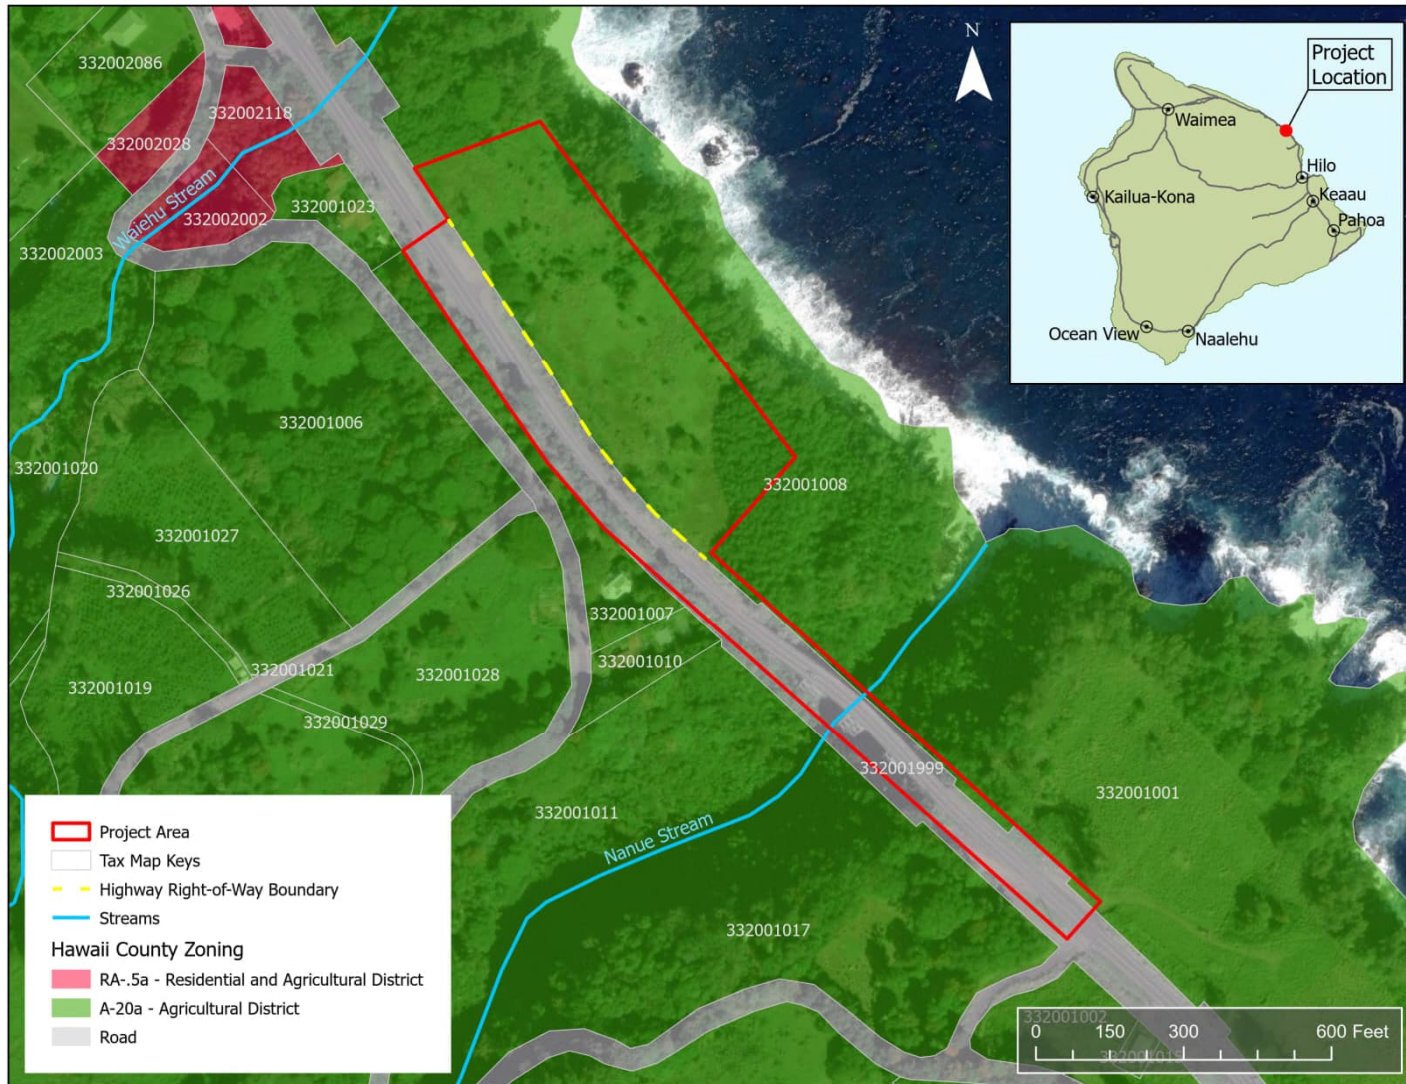 332002086
332002118
332002028
Waiehu Stream
332002002
332001023
332002003
N
Project
Location
Waimea
Hilo
Keaau
Kailua-Kona
Pahoa
Ocean View
Naalehu
332001006
332001020
332001008
332001027
332001026
332001007
332001021
332001010
332001028
332001019
332001029
332001999
332001001
332001011
Nanue Stream
332001017
332001002
Project Area
Tax Map Keys
Highway Right-of-Way Boundary
Streams
Hawaii County Zoning
RA-.5a - Residential and Agricultural District
A-20a - Agricultural District
Road
0 150 300 600 Feet